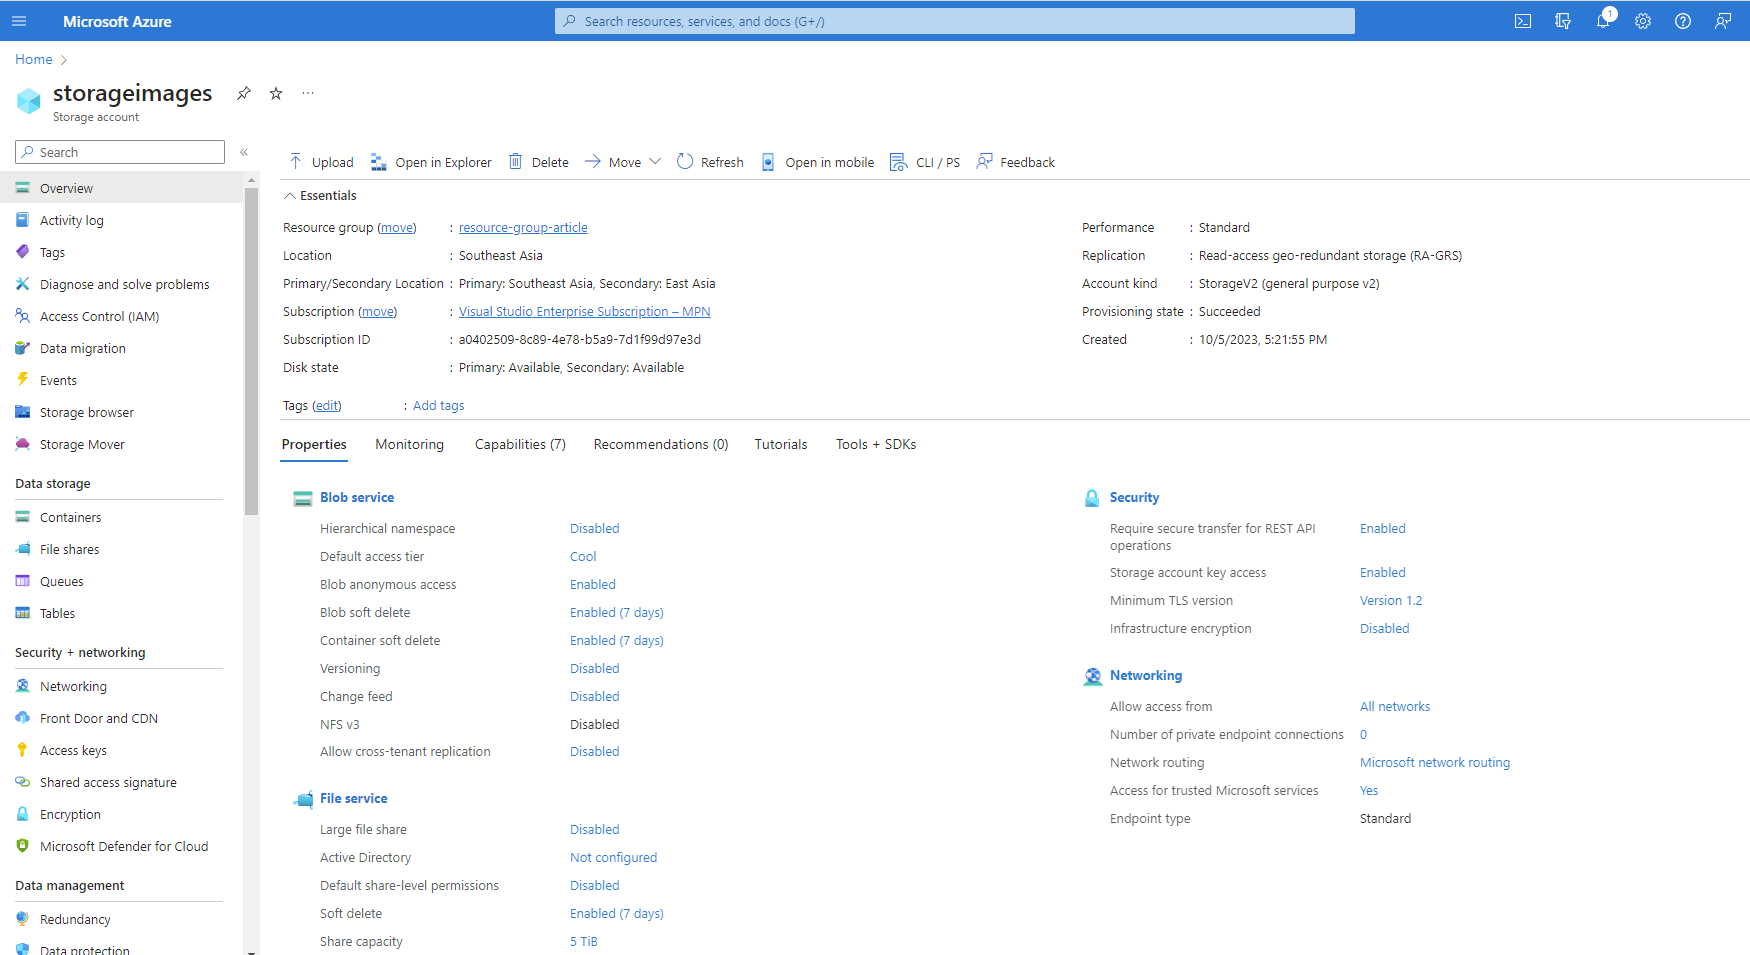 Microsoft Azure
Search resources, services, and docs (G+/)
1
Home
storageimages
Storage account
Search
Overview
Activity log
Tags
Diagnose and solve problems
Access Control (IAM)
Data migration
Events
Storage browser
Storage Mover
Data storage
Containers
File shares
Queues
Tables
Security + networking
Networking
Front Door and CDN
Access keys
Shared access signature
Encryption
Microsoft Defender for Cloud
Data management
Redundancy
Data protection
Upload Open in Explorer Delete Move Refresh Open in mobile CLI / PS Feedback
Essentials
Resource group (move) : resource-group-article
Location : Southeast Asia
Primary/Secondary Location : Primary: Southeast Asia, Secondary: East Asia
Subscription (move) : Visual Studio Enterprise Subscription – MPN
Subscription ID : a0402509-8c89-4e78-b5a9-7d1f99d97e3d
Disk state : Primary: Available, Secondary: Available
Tags (edit) : Add tags
Performance : Standard
Replication : Read-access geo-redundant storage (RA-GRS)
Account kind : StorageV2 (general purpose v2)
Provisioning state : Succeeded
Created : 10/5/2023, 5:21:55 PM
Properties Monitoring Capabilities (7) Recommendations (0) Tutorials Tools + SDKs
Blob service
Hierarchical namespace Disabled
Default access tier Cool
Blob anonymous access Enabled
Blob soft delete Enabled (7 days)
Container soft delete Enabled (7 days)
Versioning Disabled
Change feed Disabled
NFS v3 Disabled
Allow cross-tenant replication Disabled
File service
Large file share Disabled
Active Directory Not configured
Default share-level permissions Disabled
Soft delete Enabled (7 days)
Share capacity 5 TiB
Security
Require secure transfer for REST API Enabled
operations
Storage account key access Enabled
Minimum TLS version Version 1.2
Infrastructure encryption Disabled
Networking
Allow access from All networks
Number of private endpoint connections 0
Network routing Microsoft network routing
Access for trusted Microsoft services Yes
Endpoint type Standard